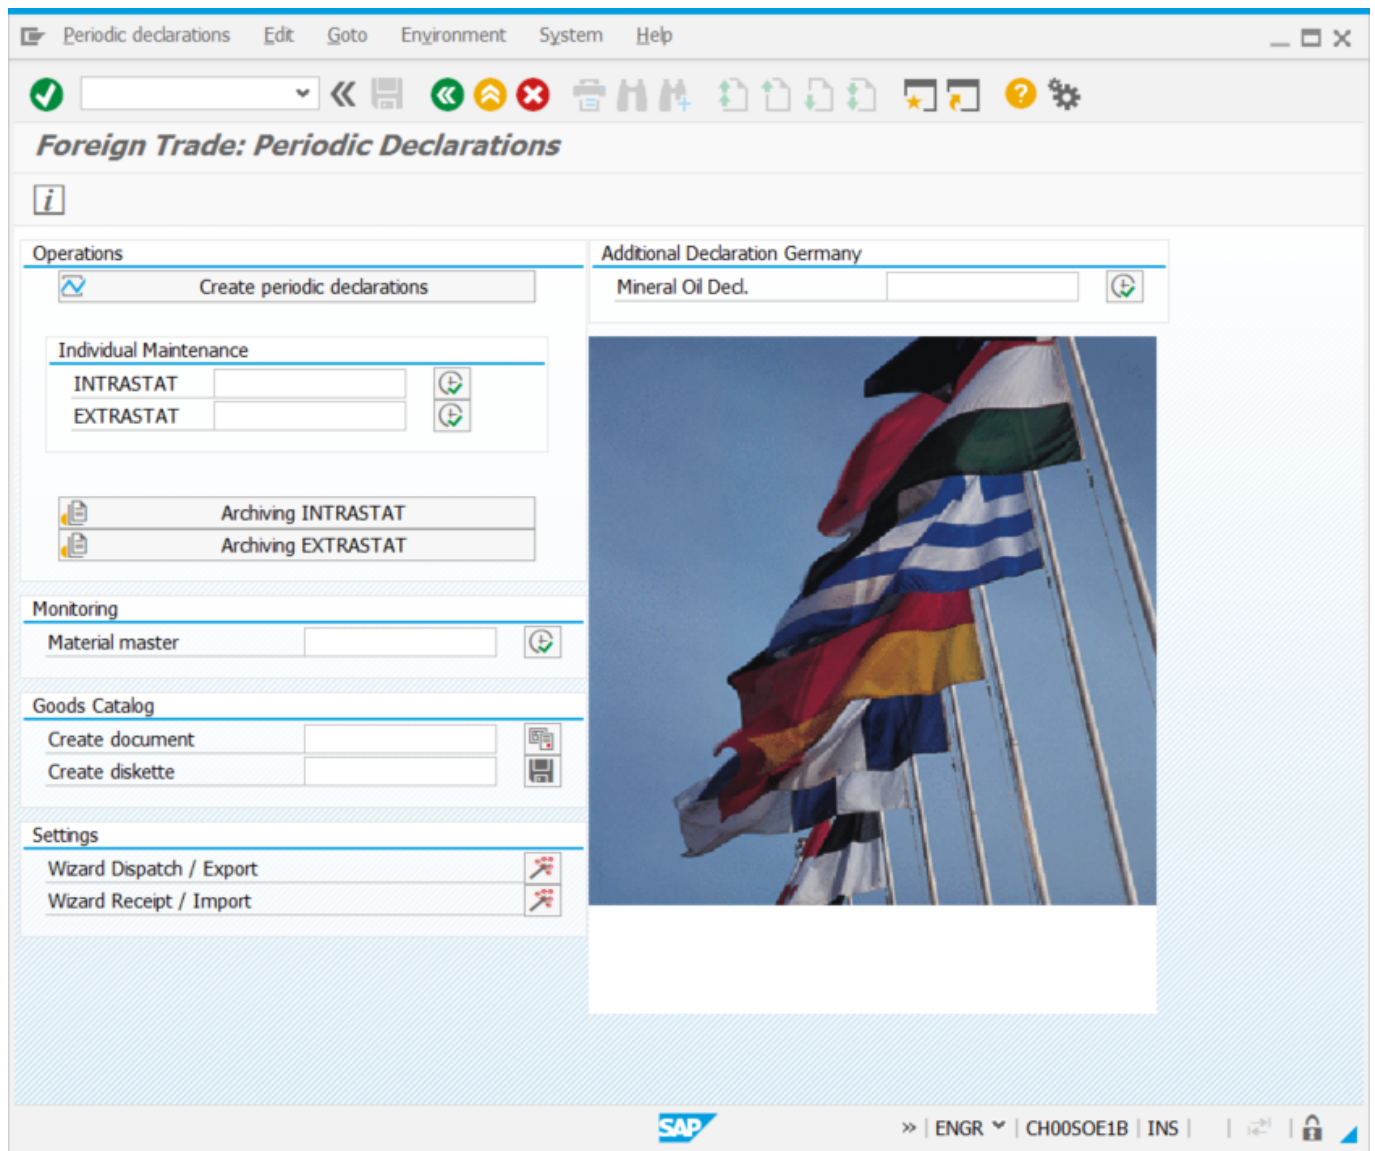 Periodic declarations Edit Goto Environment System Help
Foreign Trade: Periodic Declarations
i
Operations
Create periodic declarations
Individual Maintenance
INTRASTAT
EXTRASTAT
Archiving INTRASTAT
Archiving EXTRASTAT
Monitoring
Material master
Goods Catalog
Create document
Create diskette
Settings
Wizard Dispatch / Export
Wizard Receipt / Import
Additional Declaration Germany
Mineral Oil Decl.
SAP
» | ENGR | CH00SOE1B | INS |